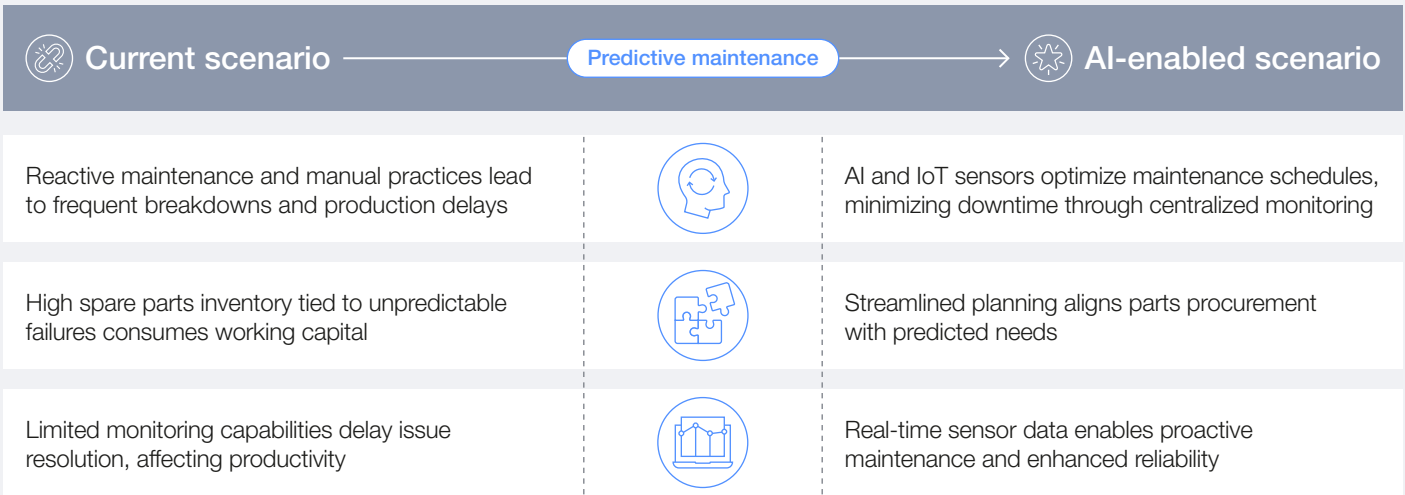 Current scenario
Predictive maintenance
AI-enabled scenario
Reactive maintenance and manual practices lead
to frequent breakdowns and production delays
AI and IoT sensors optimize maintenance schedules,
minimizing downtime through centralized monitoring
High spare parts inventory tied to unpredictable
failures consumes working capital
Streamlined planning aligns parts procurement
with predicted needs
Limited monitoring capabilities delay issue
resolution, affecting productivity
Real-time sensor data enables proactive
maintenance and enhanced reliability